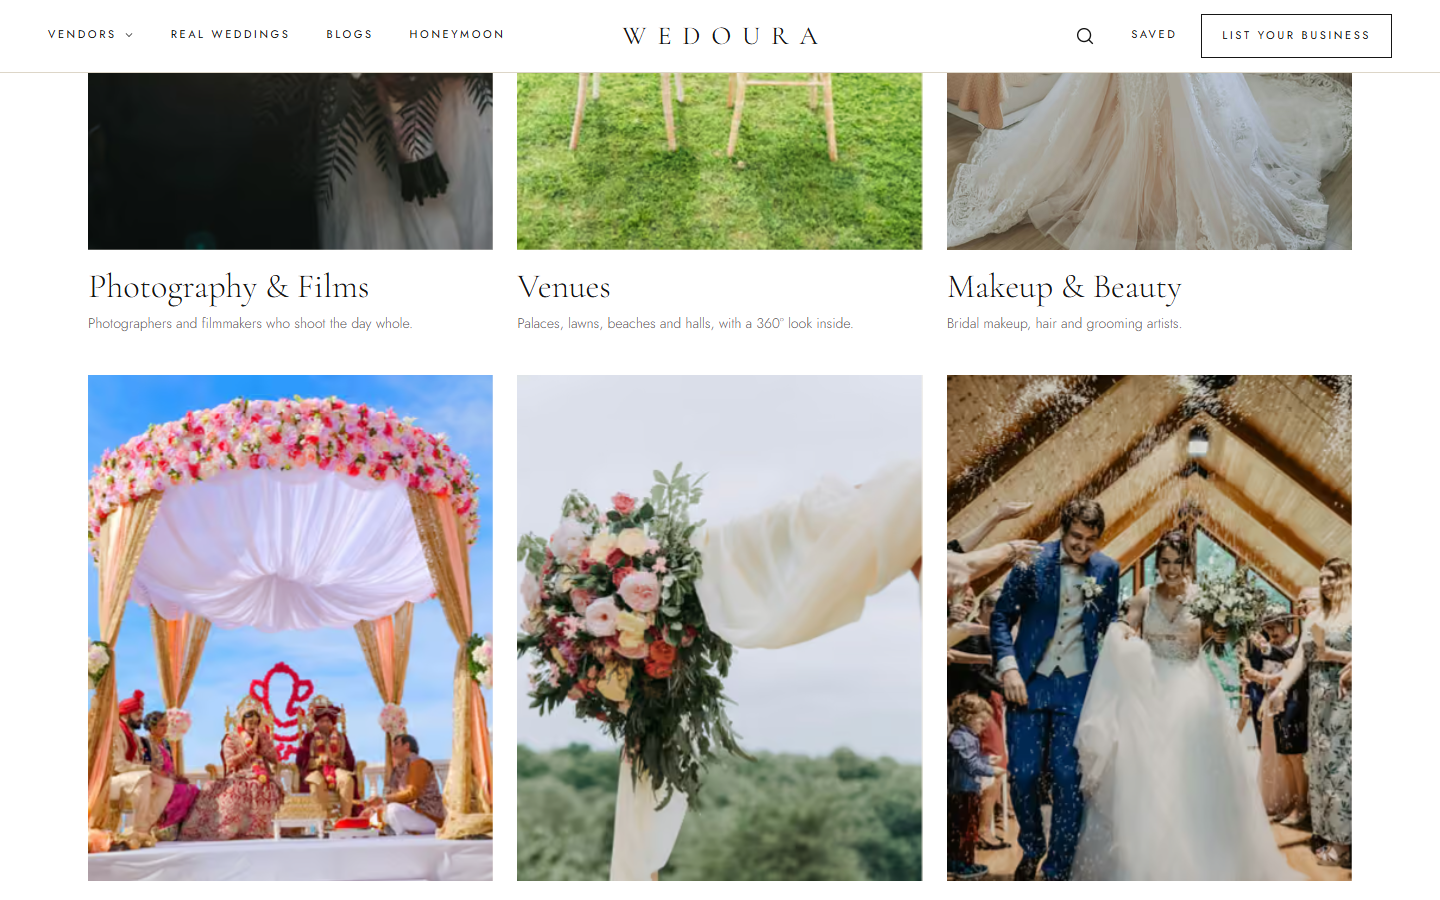 VENDORS
REAL WEDDINGS
BLOGS
HONEYMOON
WEDOURA
SAVED
LIST YOUR BUSINESS
Photography & Films
Photographers and filmmakers who shoot the day whole.
Venues
Palaces, lawns, beaches and halls, with a 360° look inside.
Makeup & Beauty
Bridal makeup, hair and grooming artists.